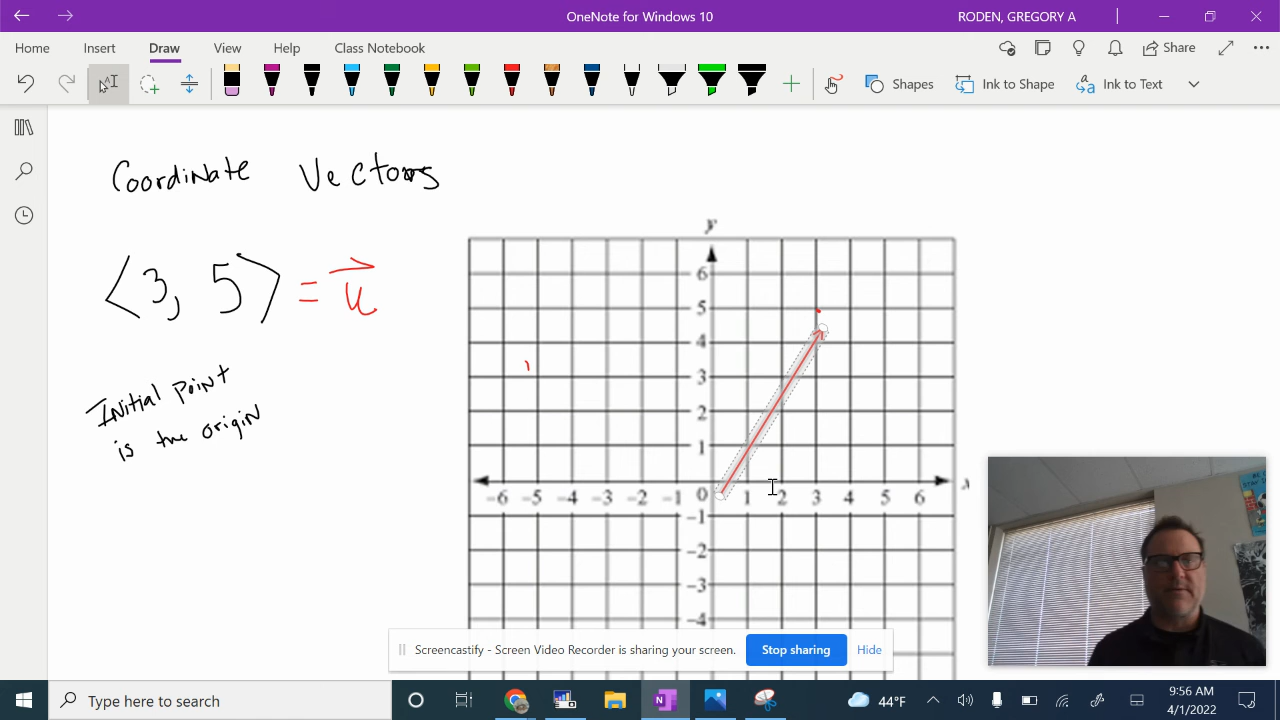 OneNote for Windows 10
RODEN, GREGORY A
Home Insert Draw View Help Class Notebook
Share
Shapes Ink to Shape Ink to Text
Coordinate Vectors
⟨3, 5⟩ = u⃗
Initial point
is the origin
y
6
5
4
3
2
1
-6 -5 -4 -3 -2 -1 0 1 2 3 4 5 6 x
-1
-2
-3
-4
Screencastify - Screen Video Recorder is sharing your screen. Stop sharing Hide
Type here to search
44°F
9:56 AM
4/1/2022